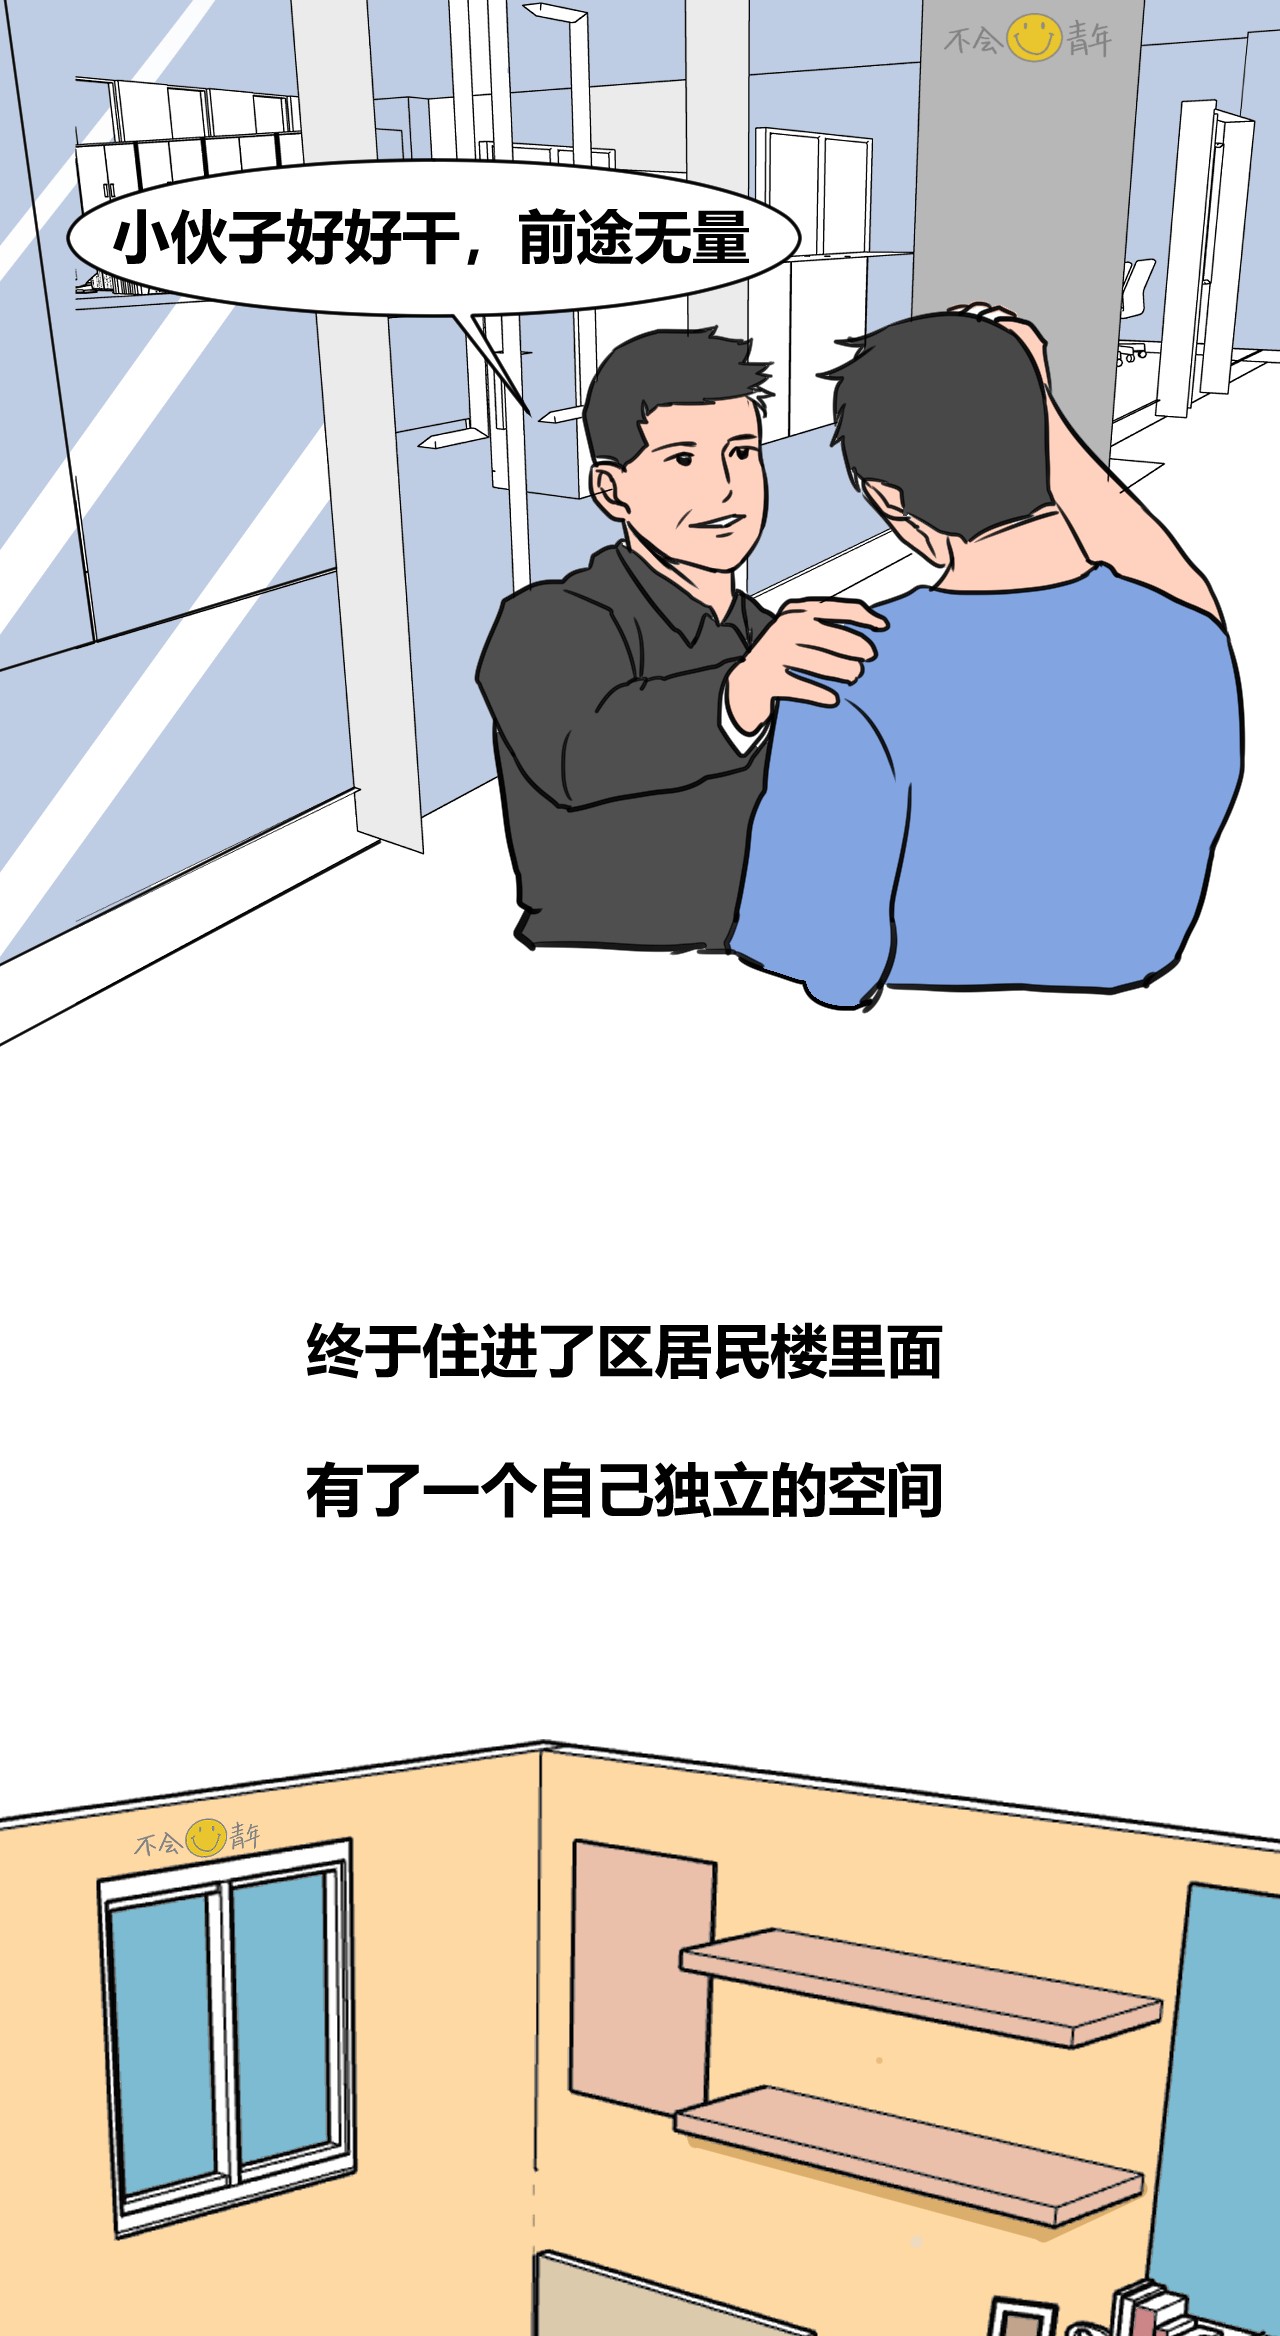 不会青年
小伙子好好干，前途无量
终于住进了区居民楼里面
有了一个自己独立的空间
不会青年